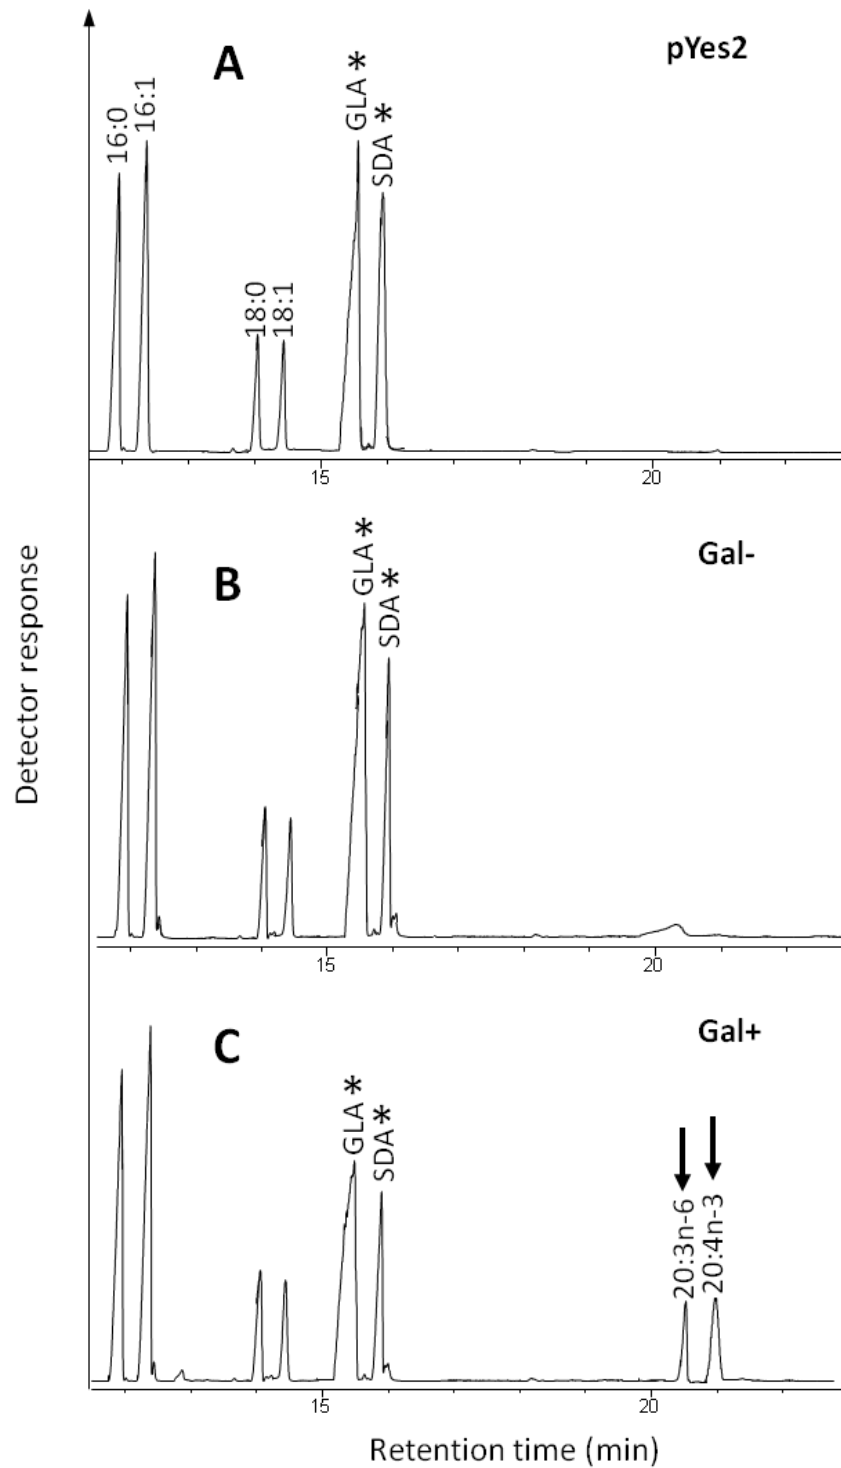 A
pYes2
16:0
16:1
18:0
18:1
GLA *
SDA *
15
20
B
Gal-
GLA *
SDA *
15
20
C
Gal+
GLA *
SDA *
20:3n-6
20:4n-3
15
20
Detector response
Retention time (min)